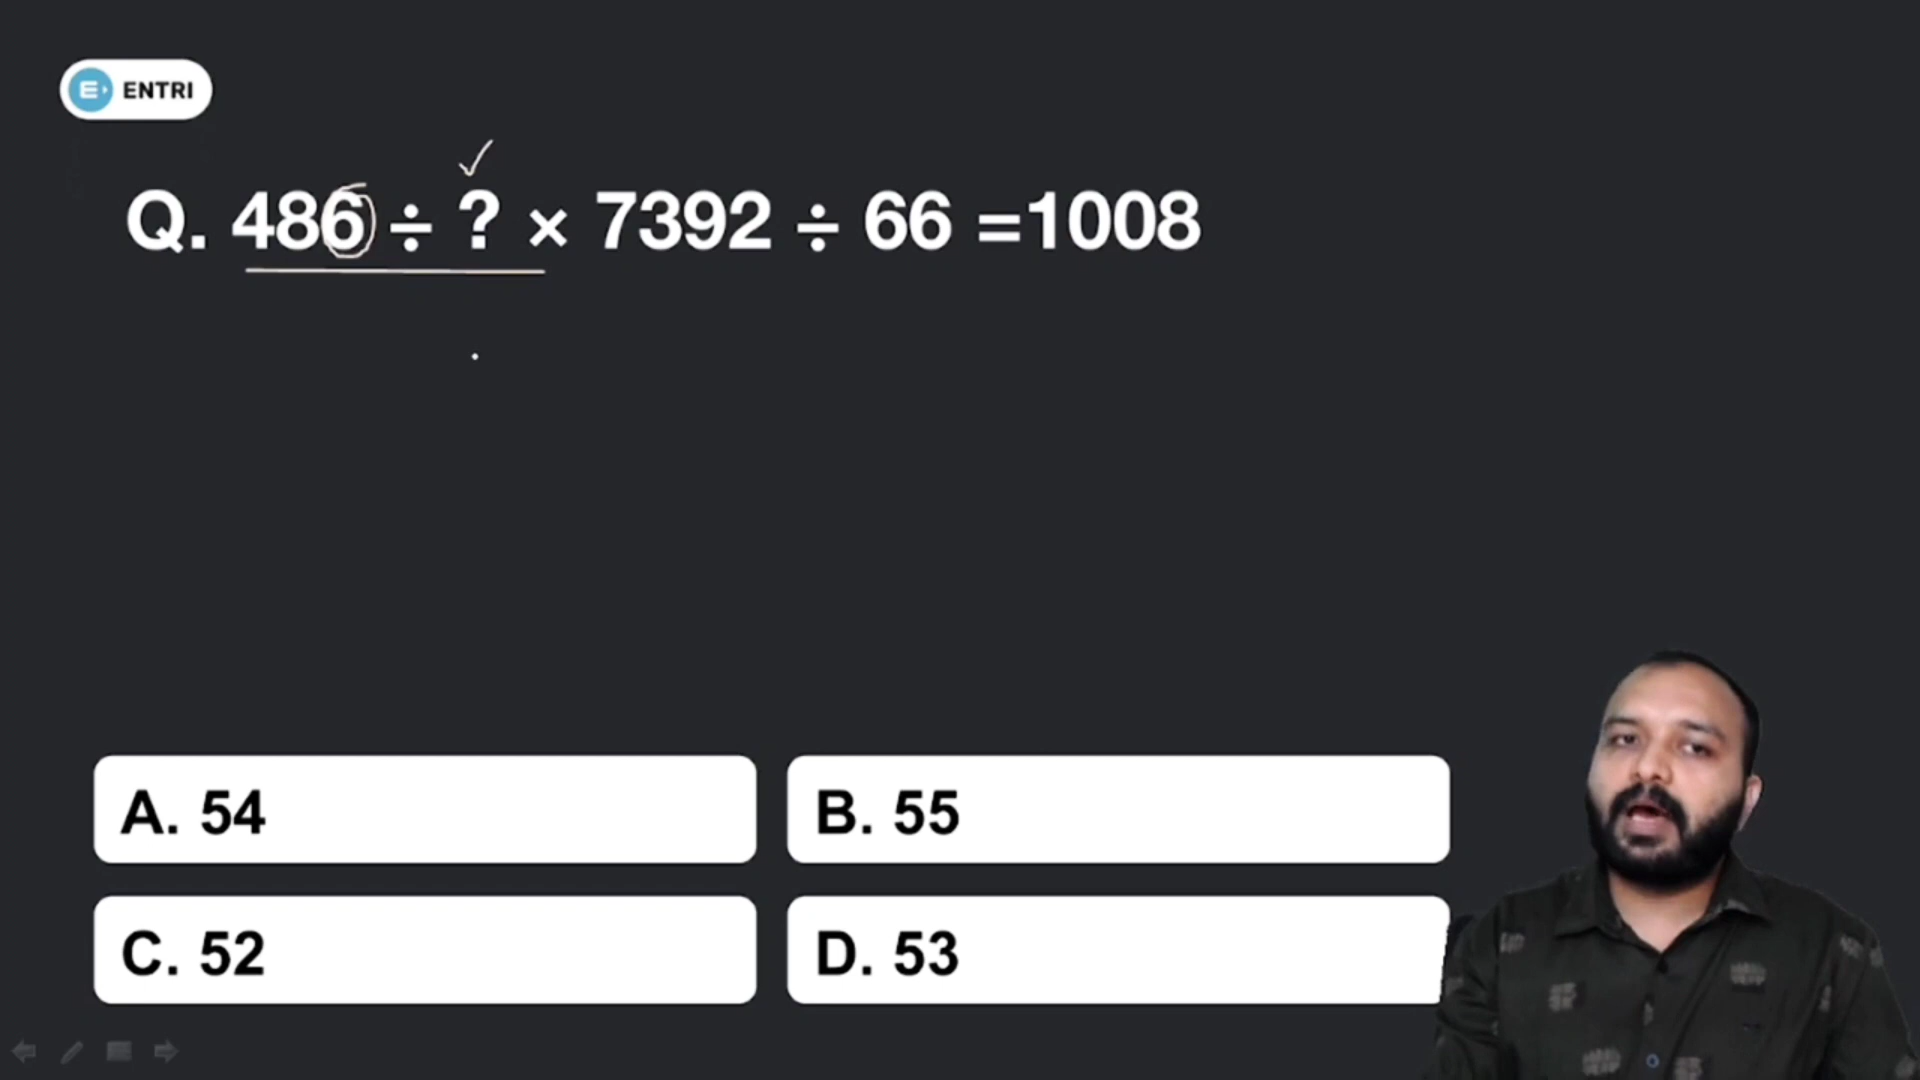 ENTRI
Q. 486 ÷ ? × 7392 ÷ 66 =1008
A. 54
B. 55
C. 52
D. 53